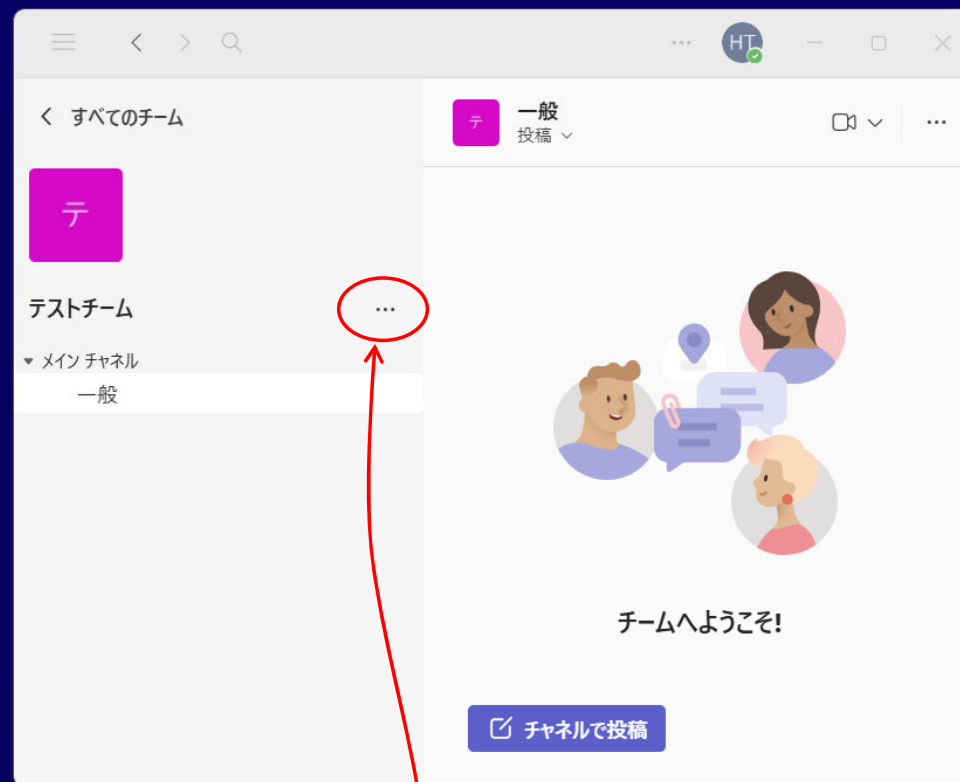 HT
すべてのチーム
テ
テストチーム
メイン チャネル
一般
テ
一般
投稿
チームへようこそ!
チャネルで投稿